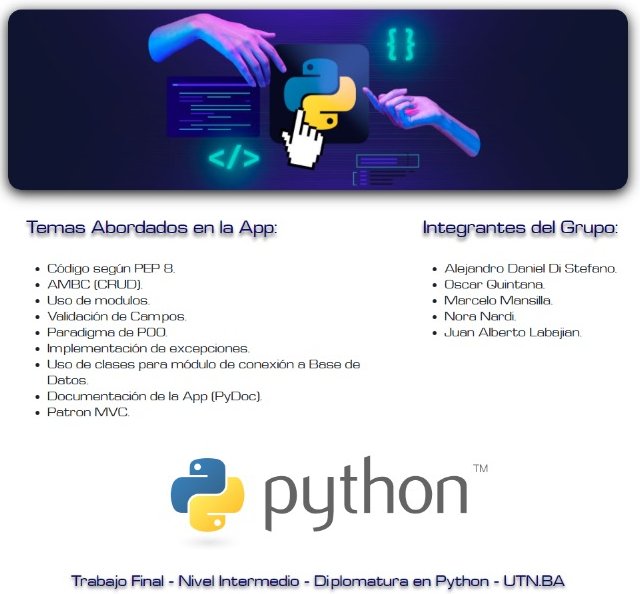 {}
</>
Temas Abordados en la App:
Código según PEP 8.
AMBC (CRUD).
Uso de modulos.
Validación de Campos.
Paradigma de POO.
Implementación de excepciones.
Uso de clases para módulo de conexión a Base de
Datos.
Documentación de la App (PyDoc).
Patron MVC.
Integrantes del Grupo:
Alejandro Daniel Di Stefano.
Oscar Quintana.
Marcelo Mansilla.
Nora Nardi.
Juan Alberto Labajian.
python™
Trabajo Final - Nivel Intermedio - Diplomatura en Python - UTN.BA